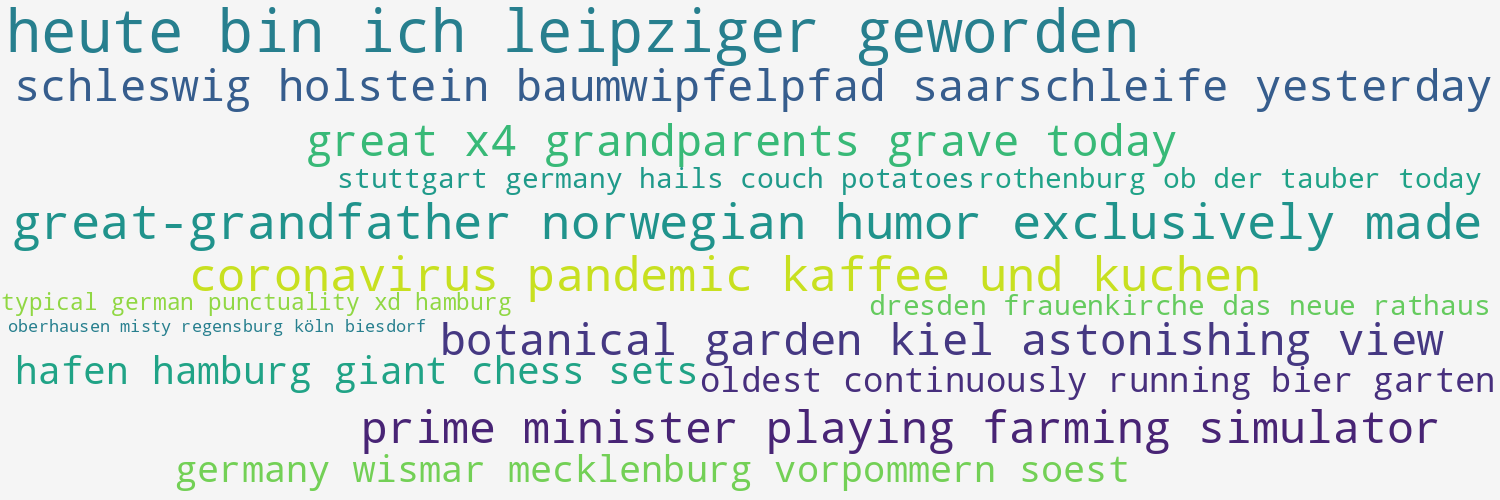 heute bin ich leipziger geworden
schleswig holstein baumwipfelpfad saarschleife yesterday
great x4 grandparents grave today
stuttgart germany hails couch potatoes
rothenburg ob der tauber today
great-grandfather norwegian humor exclusively made
coronavirus pandemic kaffee und kuchen
typical german punctuality xd hamburg
dresden frauenkirche das neue rathaus
oberhausen misty regensburg köln biesdorf
botanical garden kiel astonishing view
hafen hamburg giant chess sets
oldest continuously running bier garten
prime minister playing farming simulator
germany wismar mecklenburg vorpommern soest